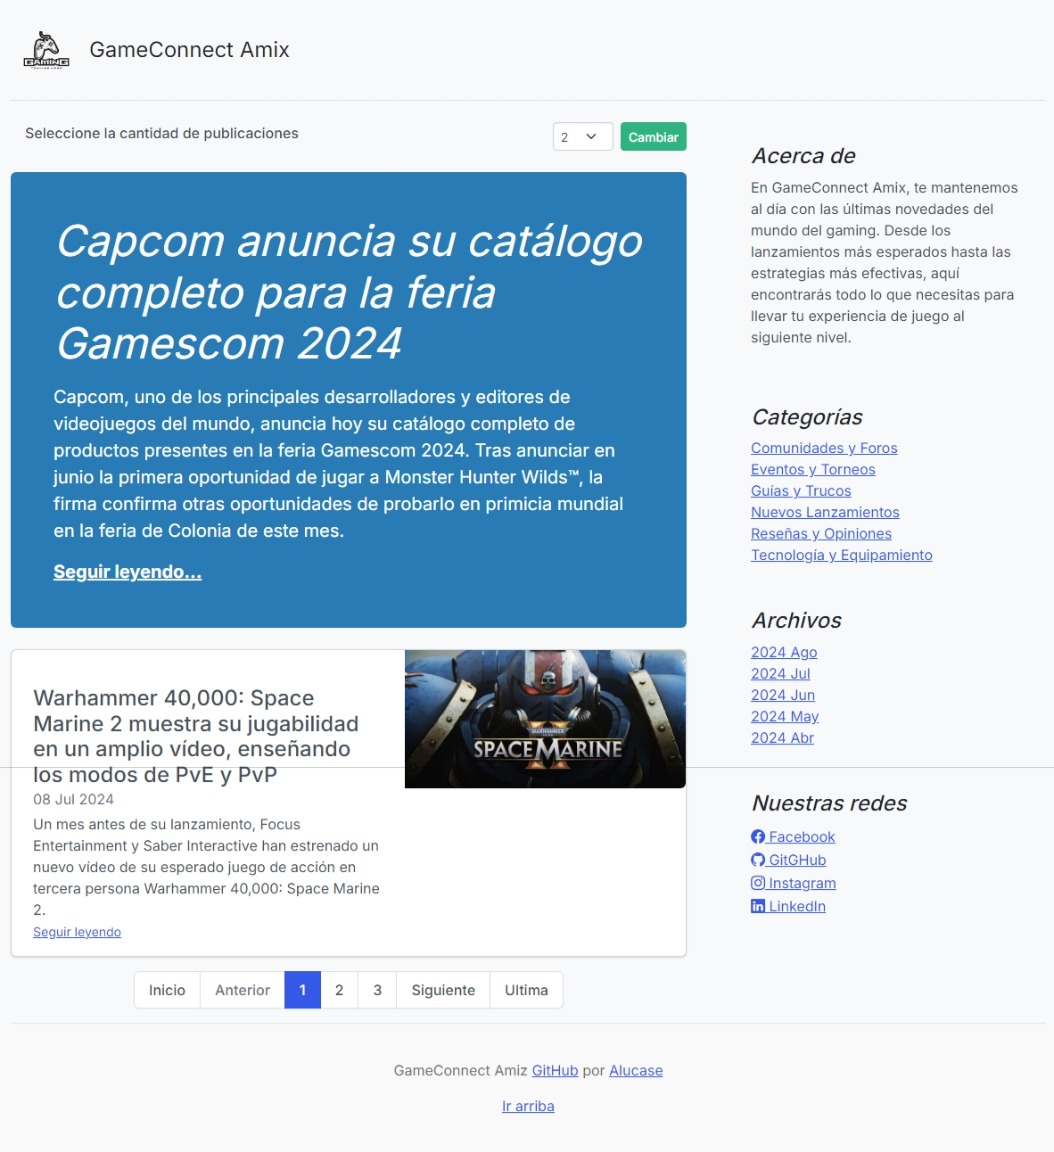 GAMING
GameConnect Amix
Seleccione la cantidad de publicaciones
2
Cambiar
Capcom anuncia su catálogo
completo para la feria
Gamescom 2024
Capcom, uno de los principales desarrolladores y editores de
videojuegos del mundo, anuncia hoy su catálogo completo de
productos presentes en la feria Gamescom 2024. Tras anunciar en
junio la primera oportunidad de jugar a Monster Hunter Wilds™, la
firma confirma otras oportunidades de probarlo en primicia mundial
en la feria de Colonia de este mes.
Seguir leyendo...
Warhammer 40,000: Space
Marine 2 muestra su jugabilidad
en un amplio vídeo, enseñando
los modos de PvE y PvP
08 Jul 2024
Un mes antes de su lanzamiento, Focus
Entertainment y Saber Interactive han estrenado un
nuevo vídeo de su esperado juego de acción en
tercera persona Warhammer 40,000: Space Marine
2.
Seguir leyendo
WARHAMMER
40,000
SPACE MARINE
Inicio
Anterior
1
2
3
Siguiente
Ultima
Acerca de
En GameConnect Amix, te mantenemos
al día con las últimas novedades del
mundo del gaming. Desde los
lanzamientos más esperados hasta las
estrategias más efectivas, aquí
encontrarás todo lo que necesitas para
llevar tu experiencia de juego al
siguiente nivel.
Categorías
Comunidades y Foros
Eventos y Torneos
Guías y Trucos
Nuevos Lanzamientos
Reseñas y Opiniones
Tecnología y Equipamiento
Archivos
2024 Ago
2024 Jul
2024 Jun
2024 May
2024 Abr
Nuestras redes
Facebook
GitGHub
Instagram
LinkedIn
GameConnect Amiz GitHub por Alucase
Ir arriba